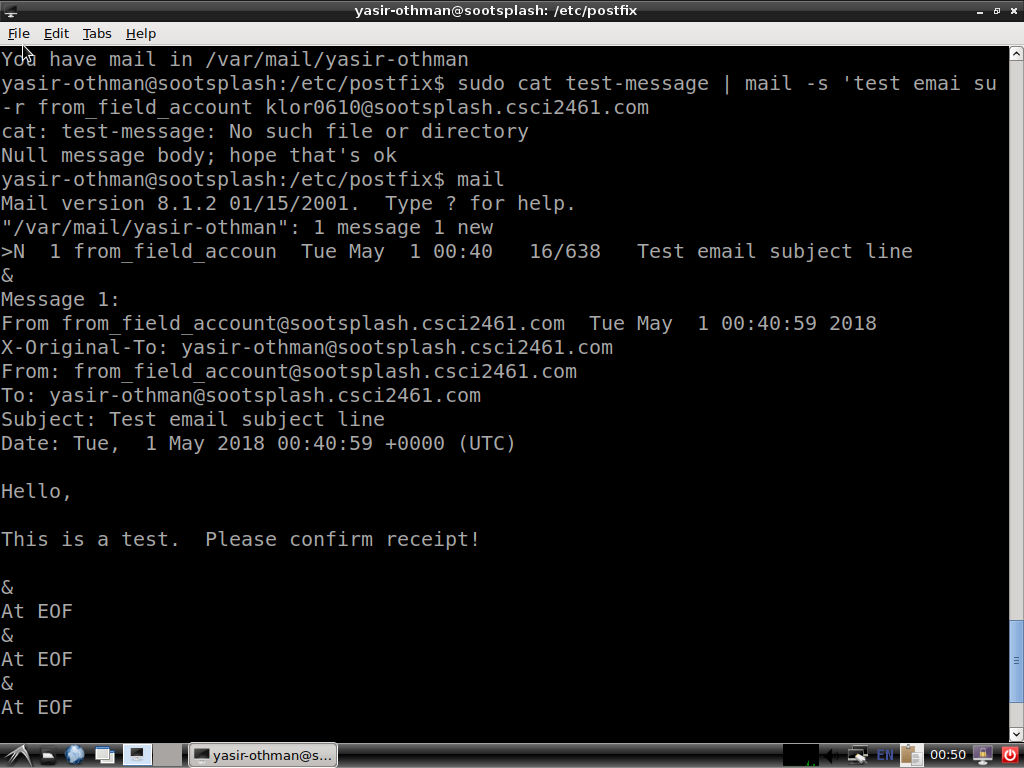 yasir-othman@sootsplash: /etc/postfix
File Edit Tabs Help
You have mail in /var/mail/yasir-othman
yasir-othman@sootsplash:/etc/postfix$ sudo cat test-message | mail -s 'test emai su
-r from_field_account klor0610@sootsplash.csci2461.com
cat: test-message: No such file or directory
Null message body; hope that's ok
yasir-othman@sootsplash:/etc/postfix$ mail
Mail version 8.1.2 01/15/2001.  Type ? for help.
"/var/mail/yasir-othman": 1 message 1 new
>N  1 from_field_accoun  Tue May  1 00:40   16/638   Test email subject line
&
Message 1:
From from_field_account@sootsplash.csci2461.com  Tue May  1 00:40:59 2018
X-Original-To: yasir-othman@sootsplash.csci2461.com
From: from_field_account@sootsplash.csci2461.com
To: yasir-othman@sootsplash.csci2461.com
Subject: Test email subject line
Date: Tue,  1 May 2018 00:40:59 +0000 (UTC)
Hello,
This is a test.  Please confirm receipt!
&
At EOF
&
At EOF
&
At EOF
yasir-othman@s... EN 00:50